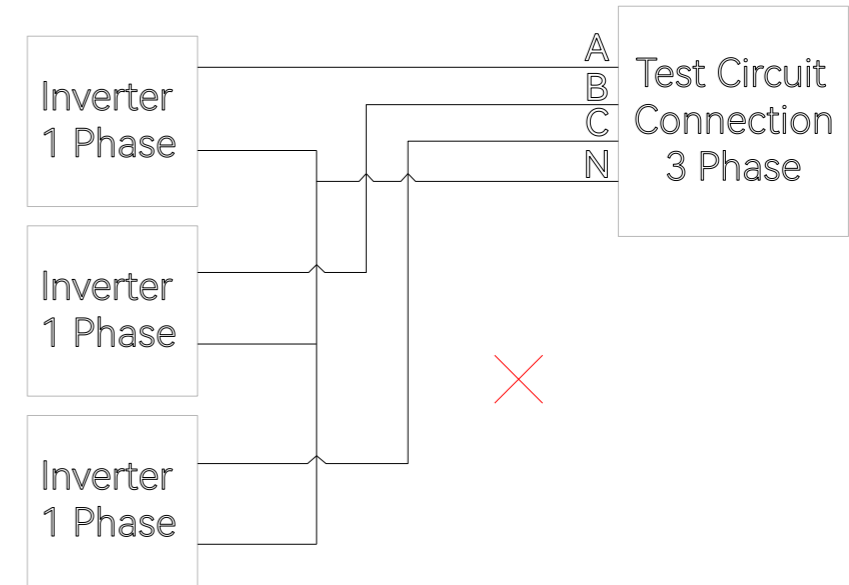 Inverter
1 Phase
Inverter
1 Phase
Inverter
1 Phase
A
B
C
N
Test Circuit
Connection
3 Phase